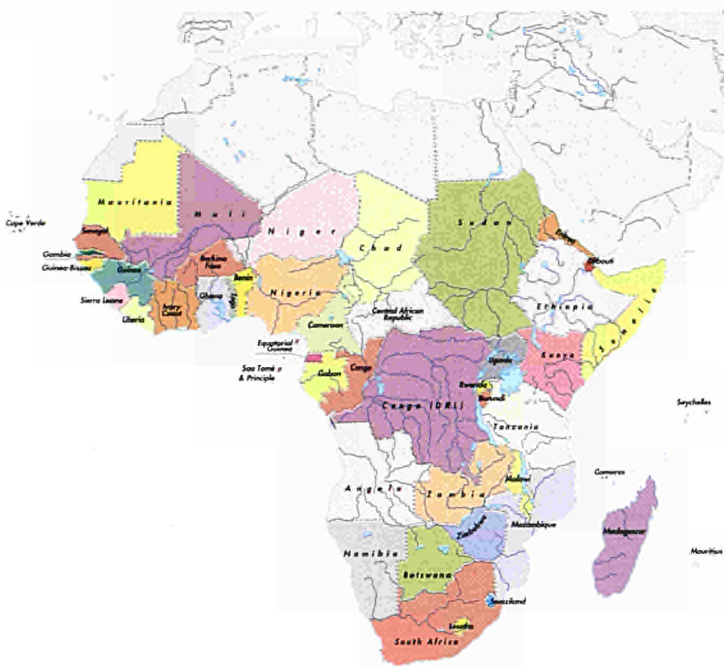 Mauritania
Mali
Niger
Chad
Sudan
Cape Verde
Senegal
Gambia
Guinea-Bissau
Guinea
Burkina
Faso
Benin
Djibouti
Sierra Leone
Ivory
Coast
Ghana
Togo
Nigeria
Ethiopia
Somalia
Liberia
Central African
Republic
Cameroon
Equatorial
Guinea
Sao Tomé
& Principle
Gabon
Congo
Uganda
Kenya
Rwanda
Burundi
Congo (DRC)
Seychelles
Tanzania
Comoros
Malawi
Angola
Zambia
Mozambique
Zimbabwe
Madagascar
Mauritius
Namibia
Botswana
Swaziland
Lesotho
South Africa